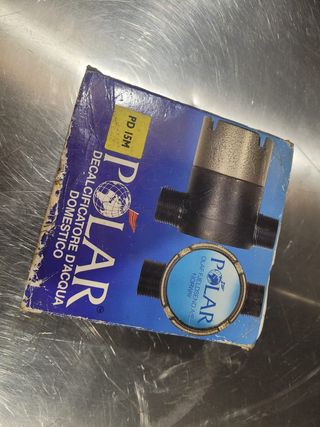 PD 15M
POLAR®
DECALCIFICATORE D'ACQUA
DOMESTICO
POLAR